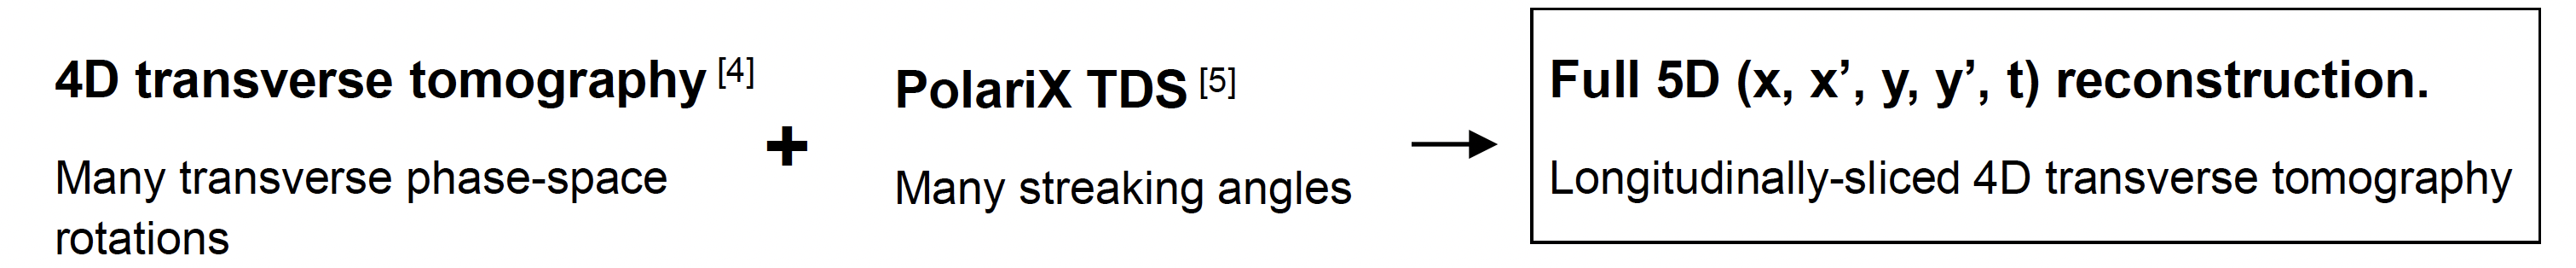 4D transverse tomography [4]
Many transverse phase-space
rotations
+
PolariX TDS [5]
Many streaking angles
Full 5D (x, x’, y, y’, t) reconstruction.
Longitudinally-sliced 4D transverse tomography